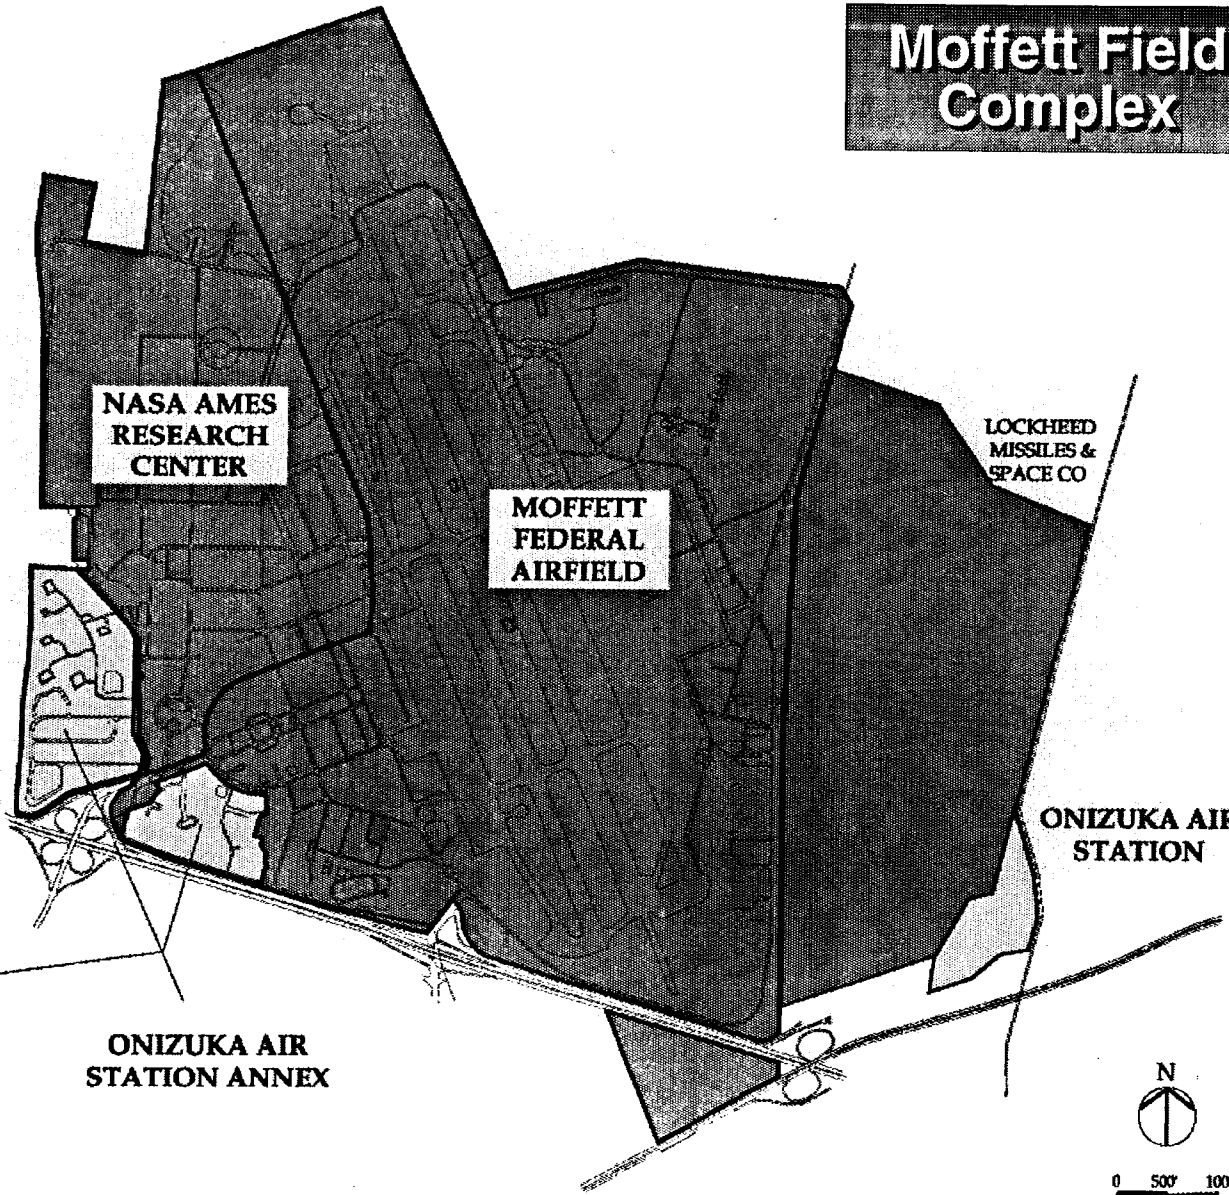 Moffett Field
Complex
NASA AMES
RESEARCH
CENTER
MOFFETT
FEDERAL
AIRFIELD
LOCKHEED
MISSILES &
SPACE CO
ONIZUKA AIR
STATION
ONIZUKA AIR
STATION ANNEX
N
0 500' 100